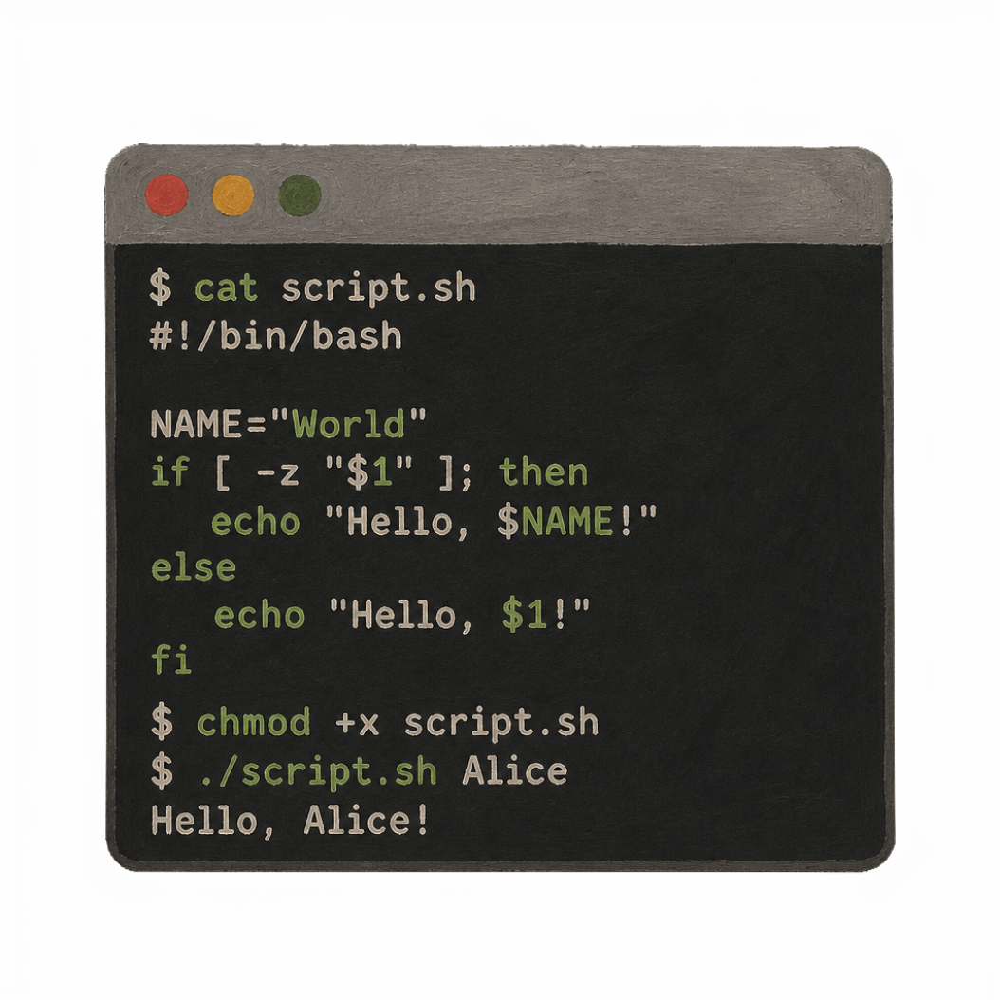 $ cat script.sh
#!/bin/bash

NAME="World"
if [ -z "$1" ]; then
   echo "Hello, $NAME!"
else
   echo "Hello, $1!"
fi
$ chmod +x script.sh
$ ./script.sh Alice
Hello, Alice!